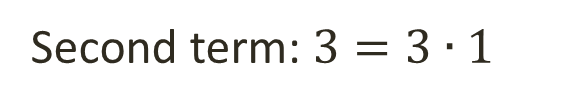 Second term: 3 = 3 · 1